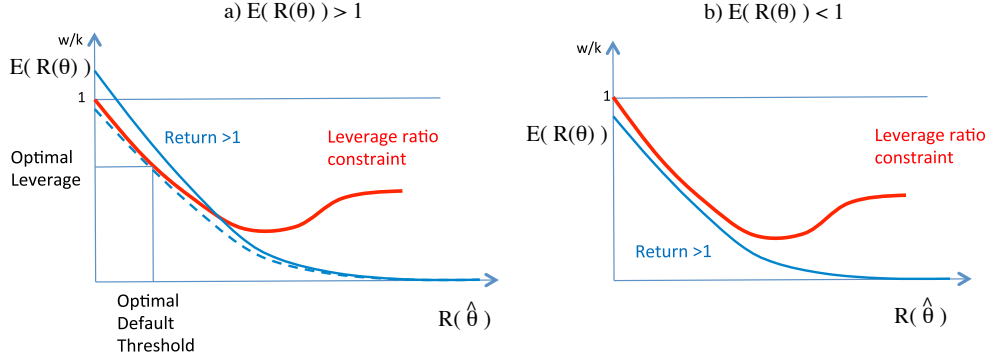 a) E( R(θ) ) > 1
w/k
E( R(θ) )
1
Return >1
Leverage ratio
constraint
Optimal
Leverage
Optimal
Default
Threshold
R( θ̂ )
b) E( R(θ) ) < 1
w/k
1
E( R(θ) )
Leverage ratio
constraint
Return >1
R( θ̂ )